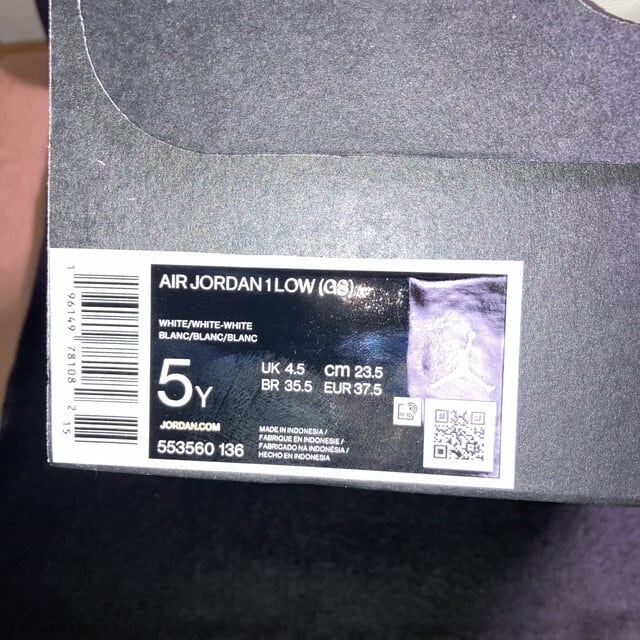 AIR JORDAN 1 LOW (GS)
WHITE/WHITE-WHITE
BLANC/BLANC/BLANC
5Y
UK 4.5 cm 23.5
BR 35.5 EUR 37.5
JORDAN.COM
553560 136
MADE IN INDONESIA /
FABRIQUE EN INDONESIE /
FABRICADO NA INDONÉSIA /
HECHO EN INDONESIA
1 96149 78108 2 15